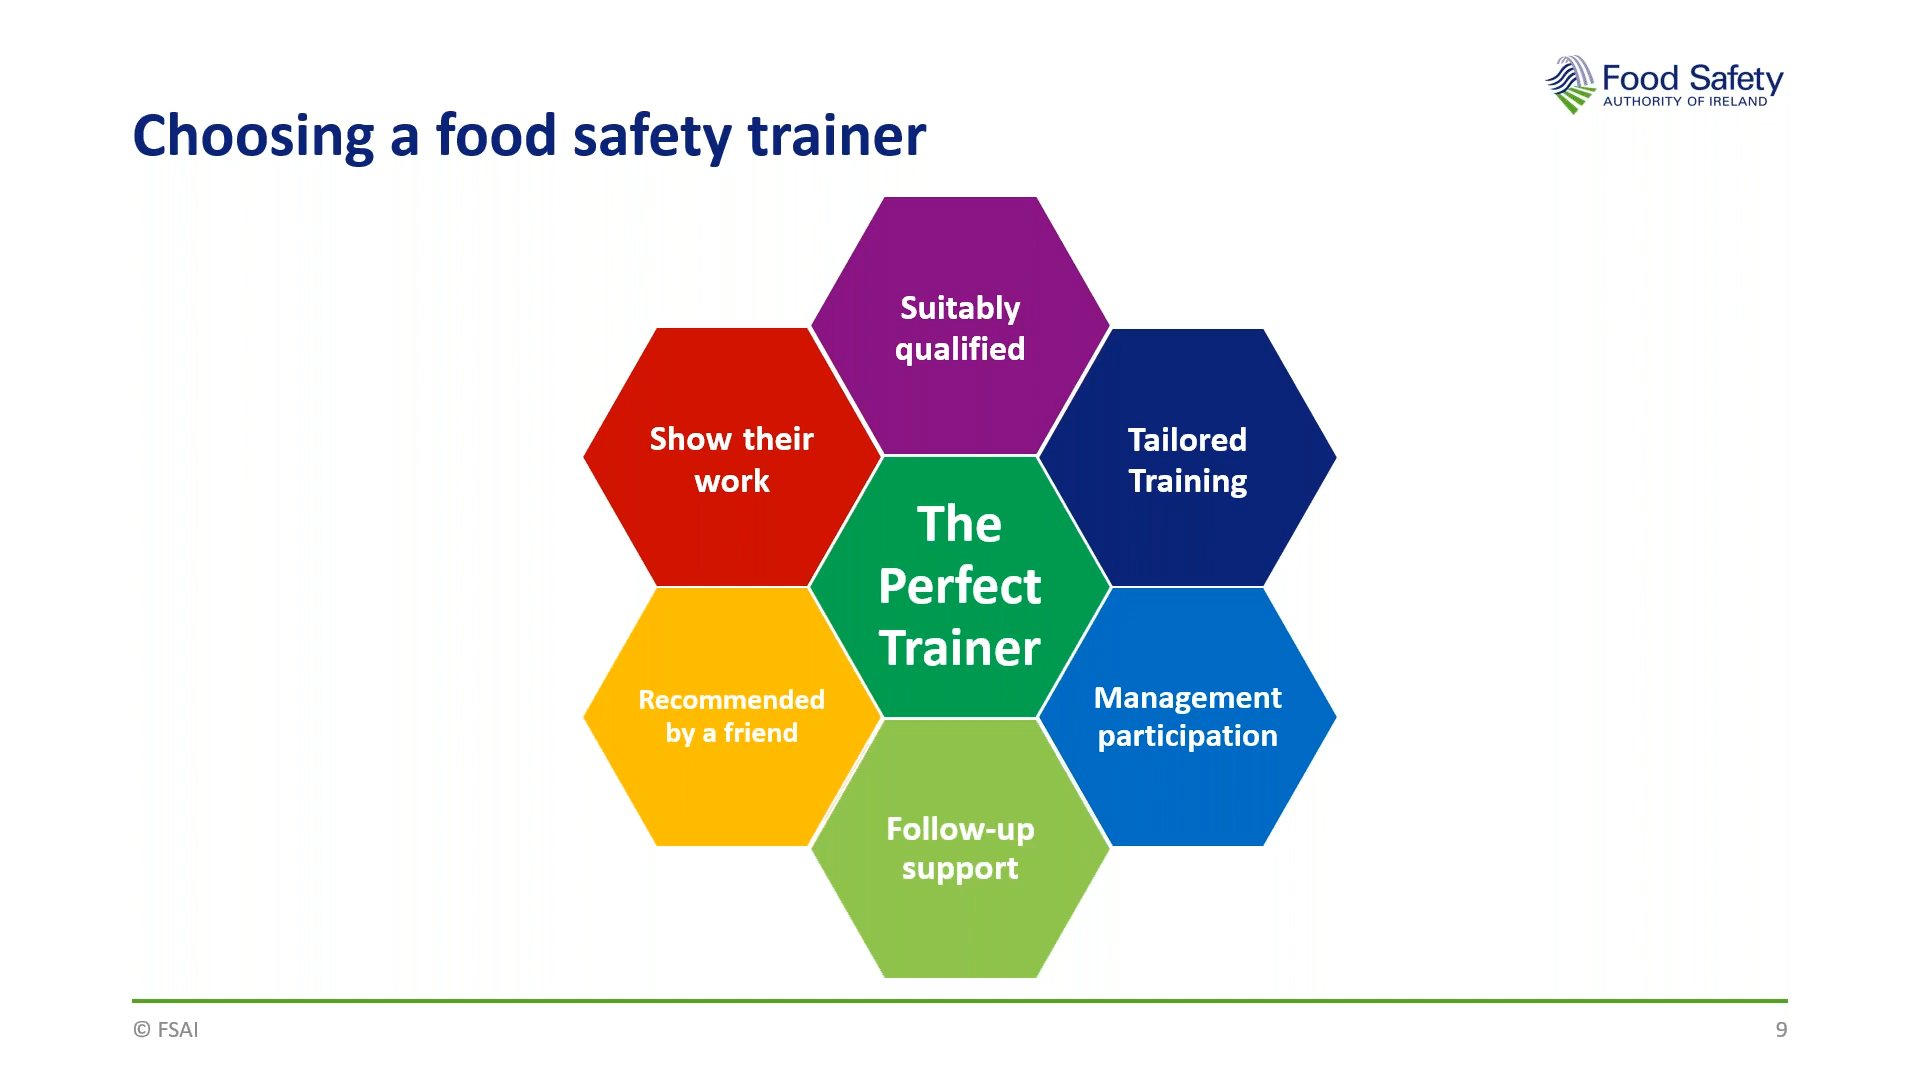 Food Safety
AUTHORITY OF IRELAND
Choosing a food safety trainer
Suitably
qualified
Show their
work
Tailored
Training
The
Perfect
Trainer
Recommended
by a friend
Management
participation
Follow-up
support
© FSAI
9